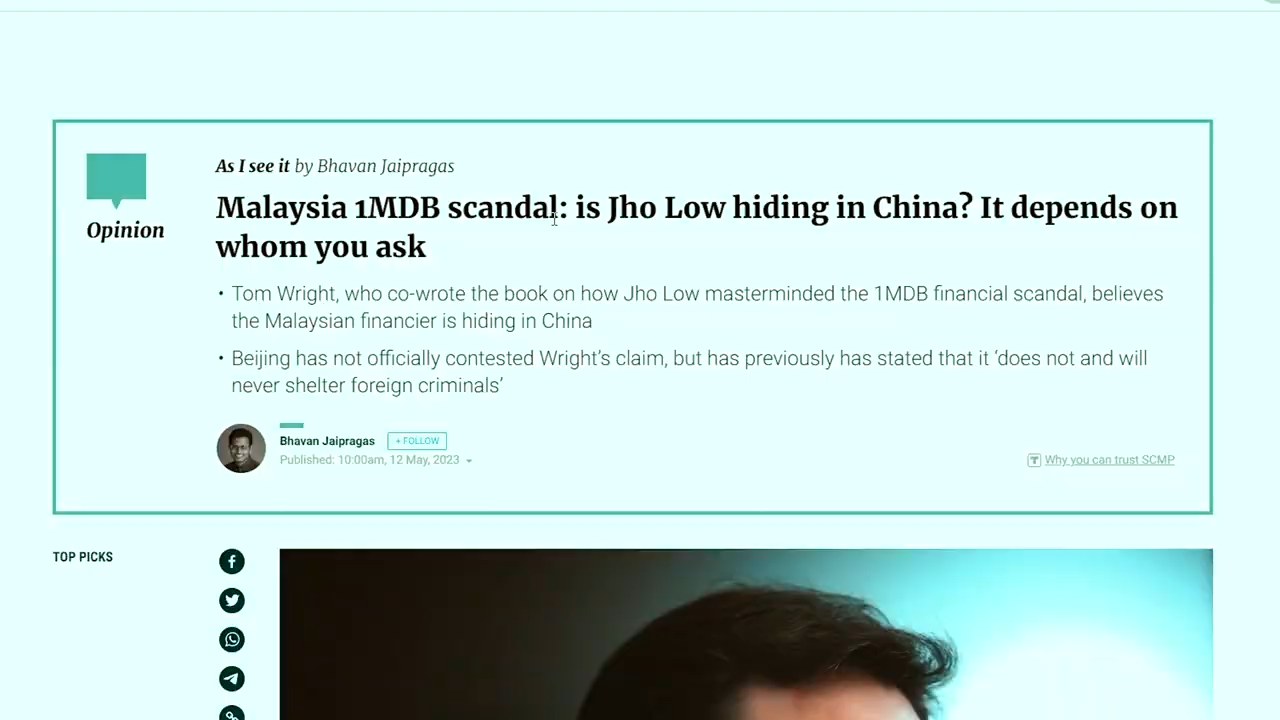 As I see it by Bhavan Jaipragas
Malaysia 1MDB scandal: is Jho Low hiding in China? It depends on
whom you ask
Opinion
• Tom Wright, who co-wrote the book on how Jho Low masterminded the 1MDB financial scandal, believes
the Malaysian financier is hiding in China
• Beijing has not officially contested Wright’s claim, but has previously has stated that it ‘does not and will
never shelter foreign criminals’
Bhavan Jaipragas + FOLLOW
Published: 10:00am, 12 May, 2023
Why you can trust SCMP
TOP PICKS